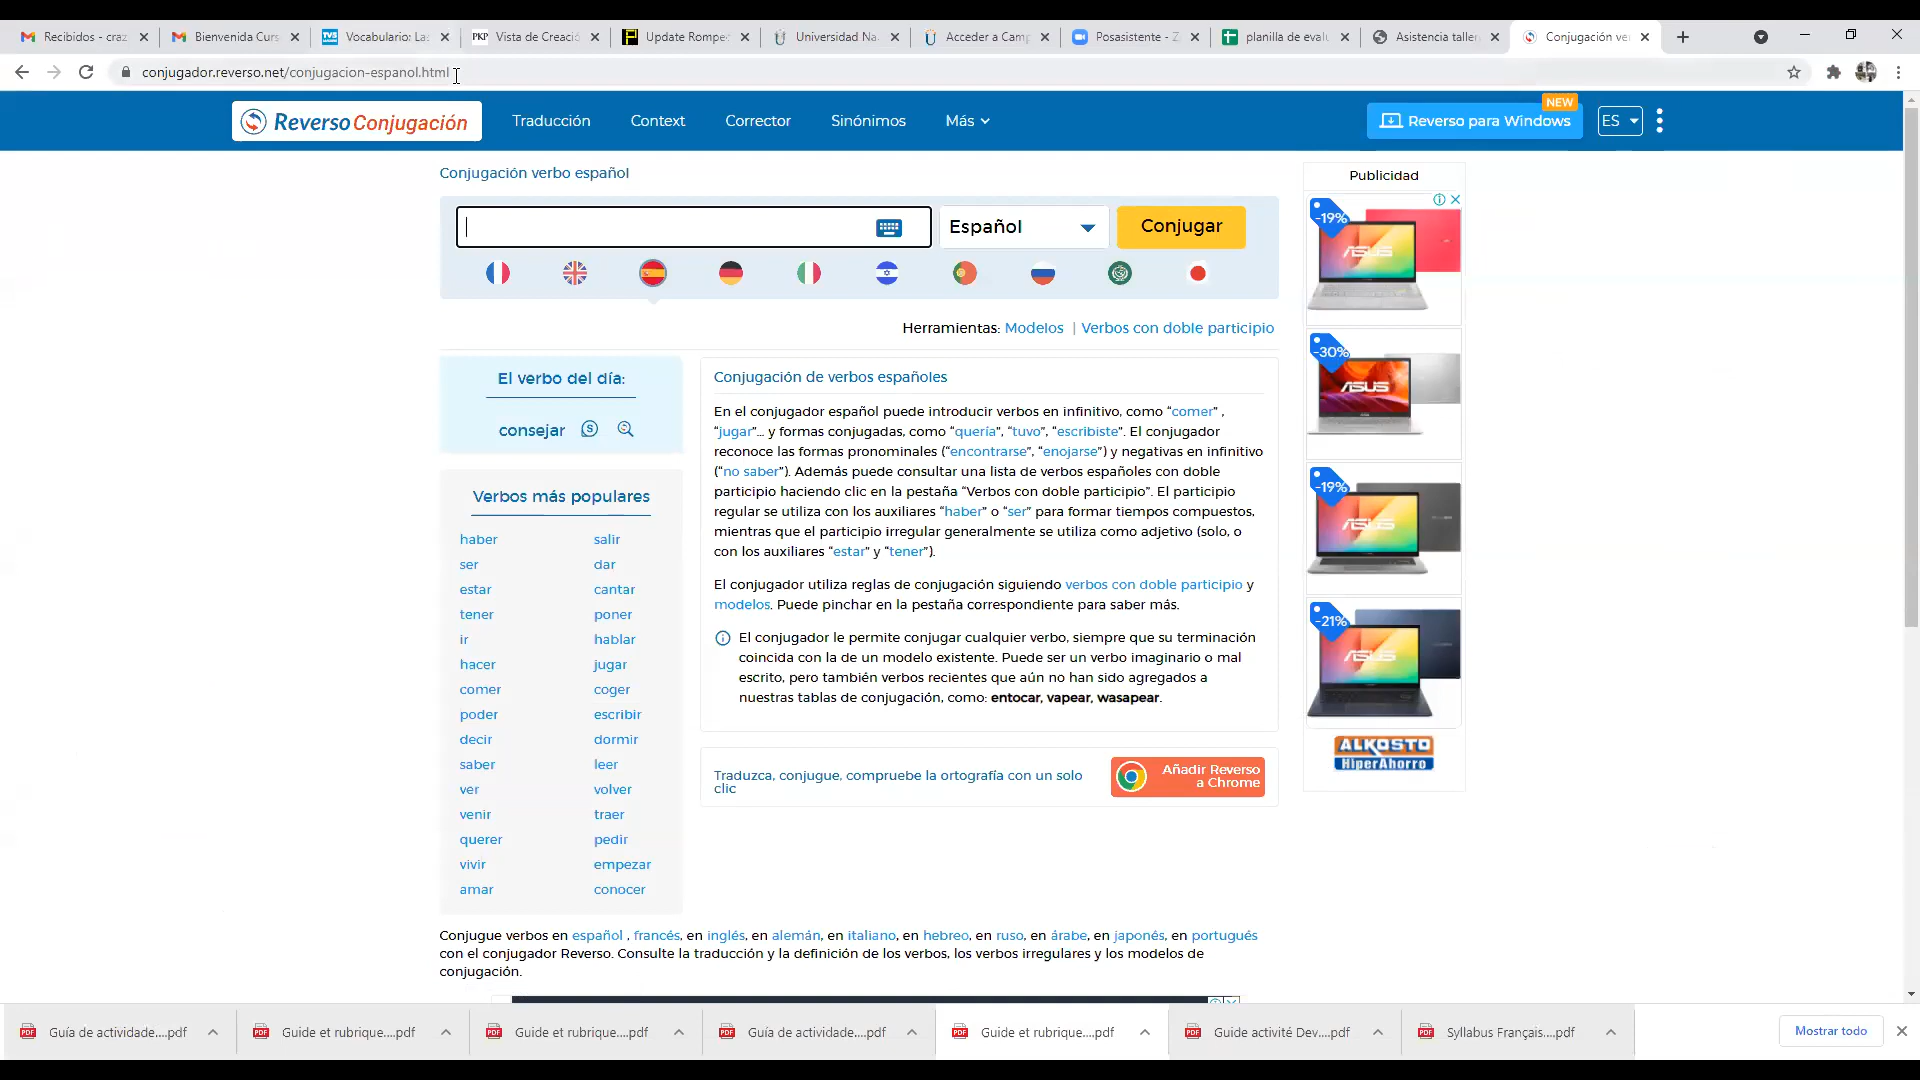 Recibidos - craz
Bienvenida Curs
Vocabulario: La
Vista de Creació
Update Rompec
Universidad Na
Acceder a Camp
Posasistente - Z
planilla de evalu
Asistencia taller
Conjugación ver
conjugador.reverso.net/conjugacion-espanol.html
Reverso Conjugación
Traducción
Context
Corrector
Sinónimos
Más
NEW
Reverso para Windows
ES
Conjugación verbo español
Español
Conjugar
Herramientas: Modelos | Verbos con doble participio
El verbo del día:
consejar
Verbos más populares
haber salir
ser dar
estar cantar
tener poner
ir hablar
hacer jugar
comer coger
poder escribir
decir dormir
saber leer
ver volver
venir traer
querer pedir
vivir empezar
amar conocer
Conjugación de verbos españoles
En el conjugador español puede introducir verbos en infinitivo, como “comer” ,
“jugar”... y formas conjugadas, como “quería”, “tuvo”, “escribiste”. El conjugador
reconoce las formas pronominales (“encontrarse”, “enojarse”) y negativas en infinitivo
(“no saber”). Además puede consultar una lista de verbos españoles con doble
participio haciendo clic en la pestaña “Verbos con doble participio”. El participio
regular se utiliza con los auxiliares “haber” o “ser” para formar tiempos compuestos,
mientras que el participio irregular generalmente se utiliza como adjetivo (solo, o
con los auxiliares “estar” y “tener”).
El conjugador utiliza reglas de conjugación siguiendo verbos con doble participio y
modelos. Puede pinchar en la pestaña correspondiente para saber más.
El conjugador le permite conjugar cualquier verbo, siempre que su terminación
coincida con la de un modelo existente. Puede ser un verbo imaginario o mal
escrito, pero también verbos recientes que aún no han sido agregados a
nuestras tablas de conjugación, como: entocar, vapear, wasapear.
Traduzca, conjugue, compruebe la ortografía con un solo
clic
Añadir Reverso
a Chrome
Publicidad
-19%
ASUS
-30%
ASUS
-19%
ASUS
-21%
ASUS
ALKOSTO
HiperAhorro
Conjugue verbos en español , francés, en inglés, en alemán, en italiano, en hebreo, en ruso, en árabe, en japonés, en portugués
con el conjugador Reverso. Consulte la traducción y la definición de los verbos, los verbos irregulares y los modelos de
conjugación.
Guía de actividade....pdf
Guide et rubrique....pdf
Guide et rubrique....pdf
Guía de actividade....pdf
Guide et rubrique....pdf
Guide activité Dev....pdf
Syllabus Français....pdf
Mostrar todo